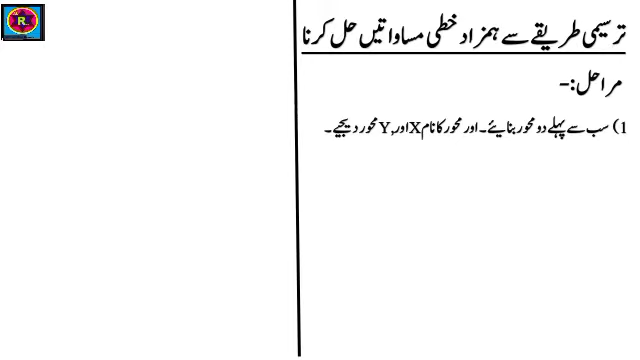 ترسیمی طریقے سے ہمزاد خطی مساواتیں حل کرنا
مراحل:-
1) سب سے پہلے دو محور بنائیے۔ اور محور کا نام X اور Y, محور دیجیے۔
R